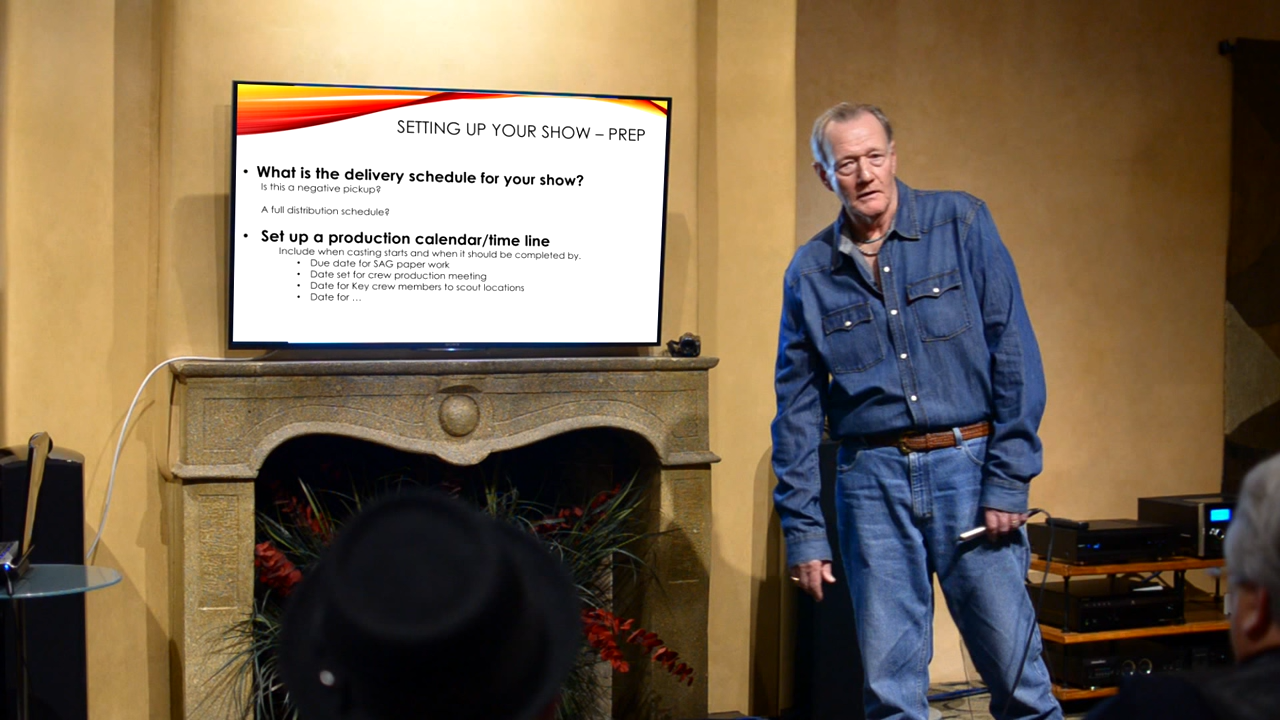 SETTING UP YOUR SHOW – PREP
• What is the delivery schedule for your show?
Is this a negative pickup?
A full distribution schedule?
• Set up a production calendar/time line
Include when casting starts and when it should be completed by.
• Due date for SAG paper work
• Date set for crew production meeting
• Date for Key crew members to scout locations
• Date for ...